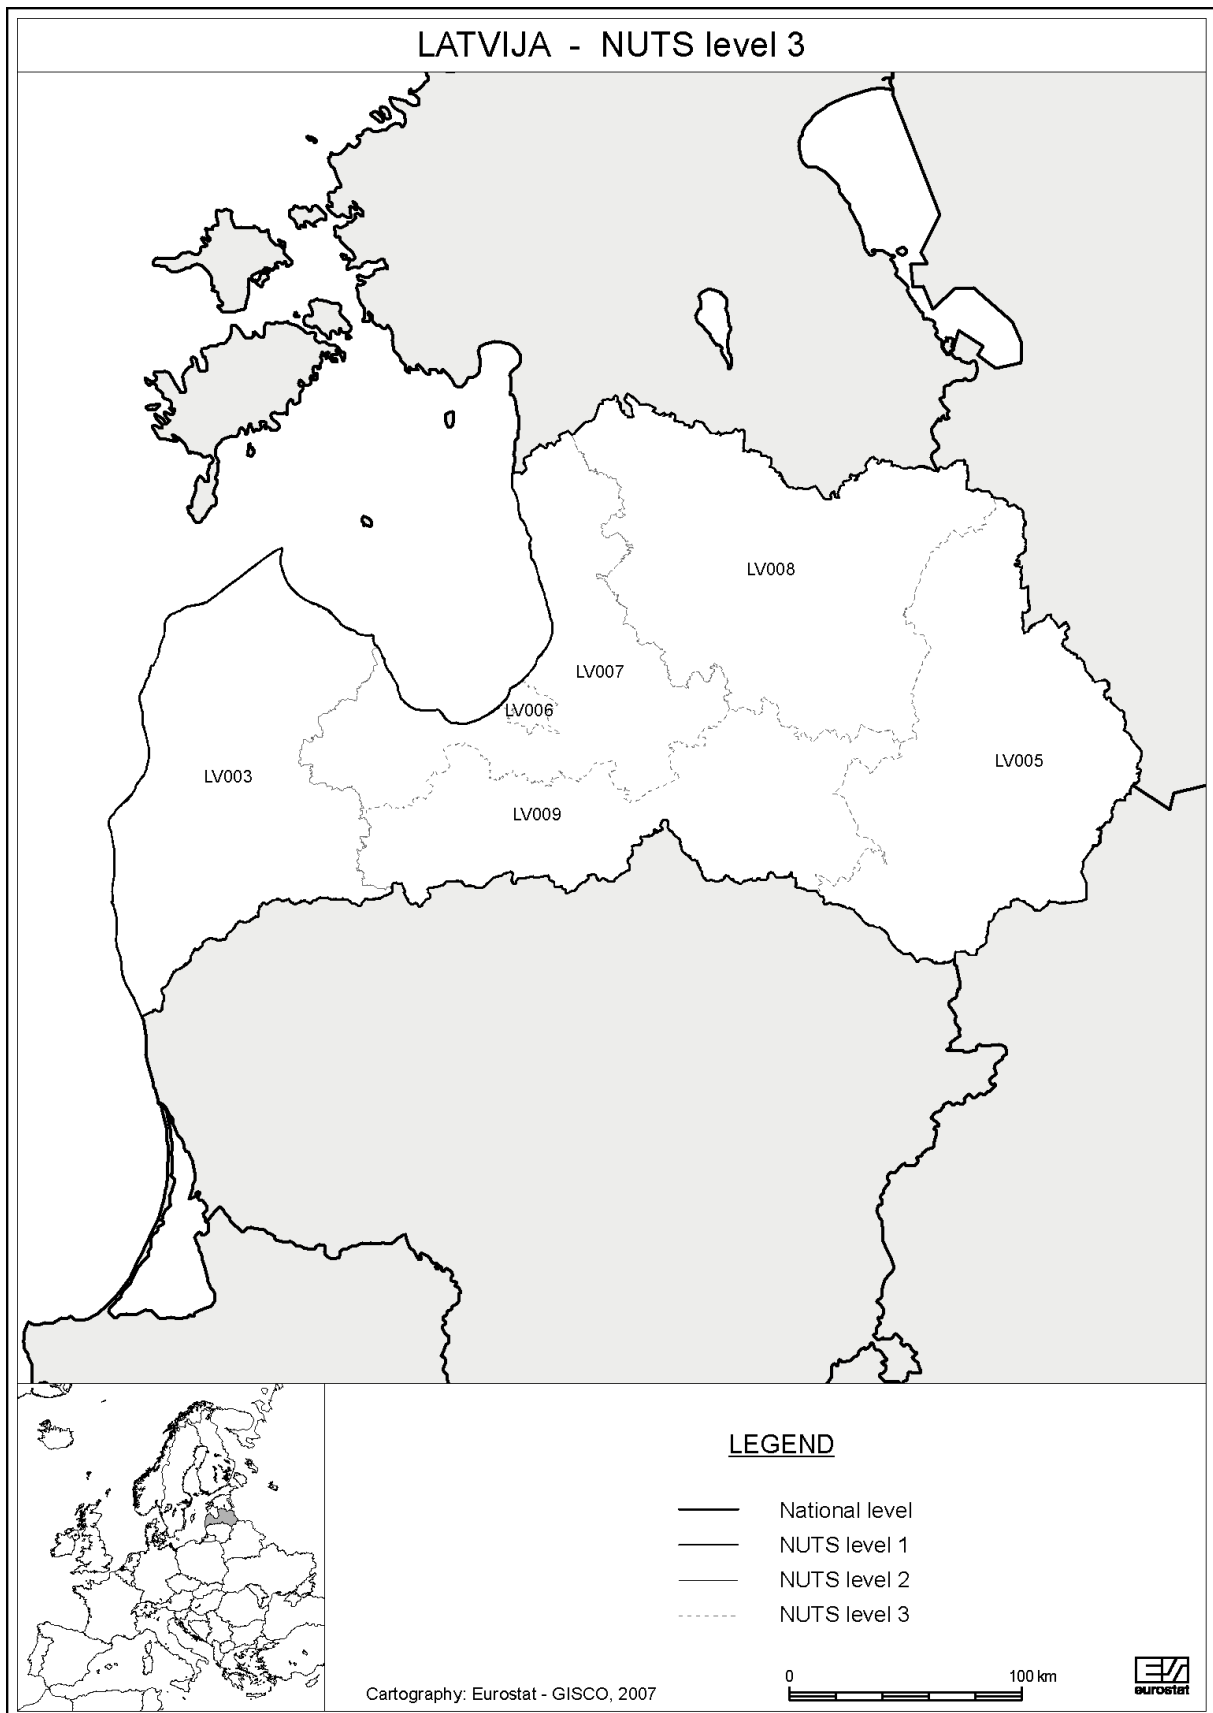 LATVIJA - NUTS level 3
LV008
LV007
LV006
LV005
LV003
LV009
LEGEND
National level
NUTS level 1
NUTS level 2
NUTS level 3
0 100 km
Cartography: Eurostat - GISCO, 2007
eurostat